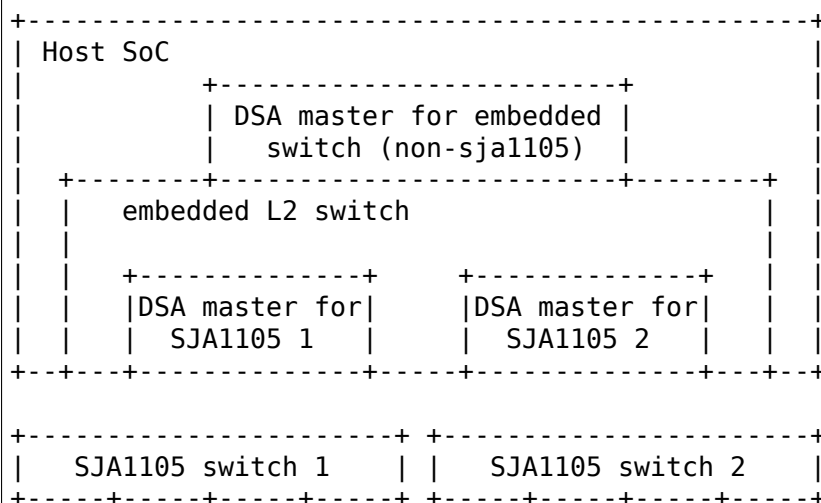 Host SoC
DSA master for embedded
switch (non-sja1105)
embedded L2 switch
DSA master for DSA master for
SJA1105 1 SJA1105 2
SJA1105 switch 1 SJA1105 switch 2